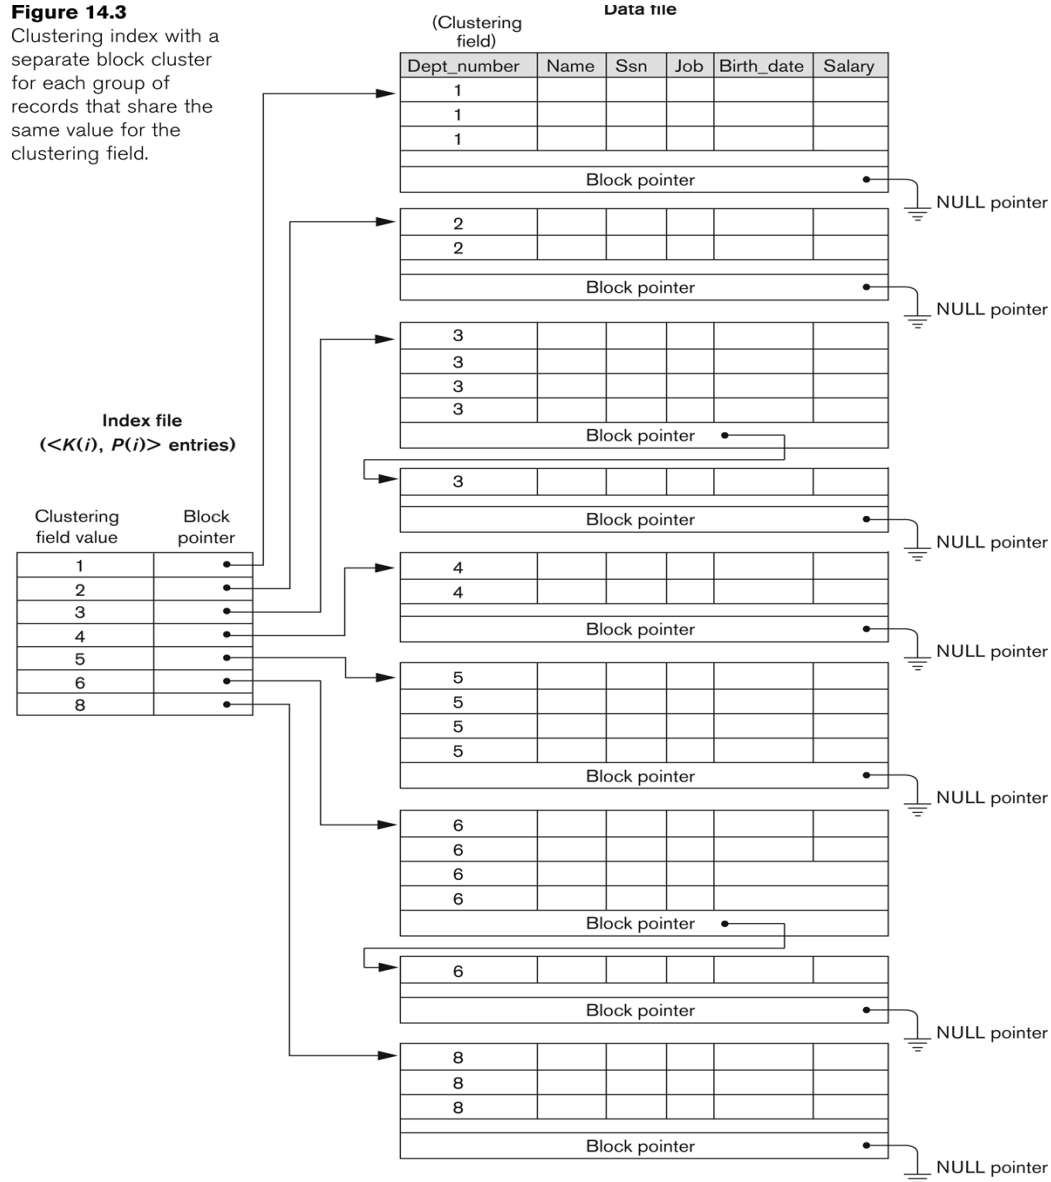 Figure 14.3
Clustering index with a
separate block cluster
for each group of
records that share the
same value for the
clustering field.
Data file
(Clustering
field)
Dept_number Name Ssn Job Birth_date Salary
1
1
1
Block pointer
NULL pointer
2
2
Block pointer
NULL pointer
3
3
3
3
Block pointer
3
Block pointer
NULL pointer
4
4
Block pointer
NULL pointer
5
5
5
5
Block pointer
NULL pointer
6
6
6
6
Block pointer
6
Block pointer
NULL pointer
8
8
8
Block pointer
NULL pointer
Index file
(<K(i), P(i)> entries)
Clustering Block
field value pointer
1
2
3
4
5
6
8